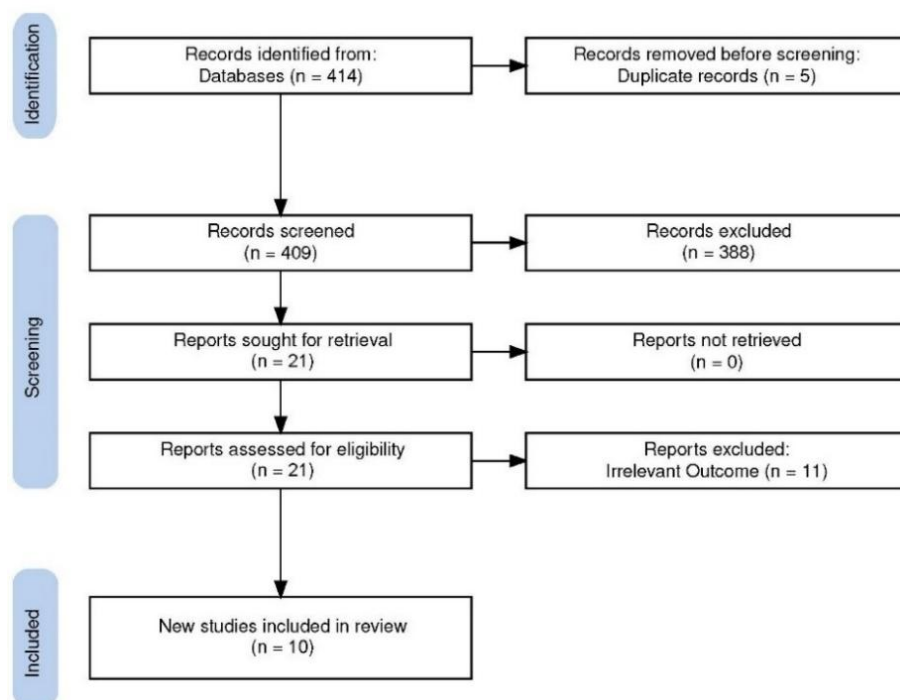 Identification
Records identified from:
Databases (n = 414)
Records removed before screening:
Duplicate records (n = 5)
Screening
Records screened
(n = 409)
Records excluded
(n = 388)
Reports sought for retrieval
(n = 21)
Reports not retrieved
(n = 0)
Reports assessed for eligibility
(n = 21)
Reports excluded:
Irrelevant Outcome (n = 11)
Included
New studies included in review
(n = 10)